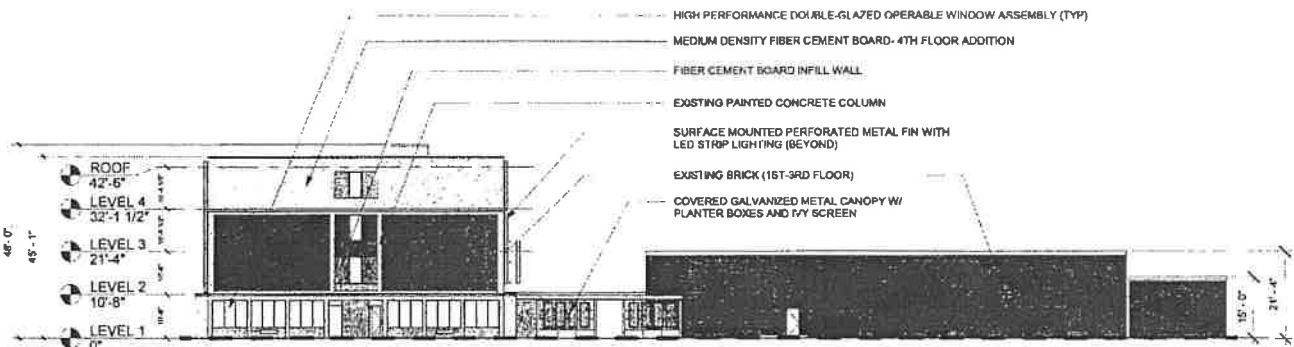 HIGH PERFORMANCE DOUBLE-GLAZED OPERABLE WINDOW ASSEMBLY (TYP)
MEDIUM DENSITY FIBER CEMENT BOARD- 4TH FLOOR ADDITION
FIBER CEMENT BOARD INFILL WALL
EXISTING PAINTED CONCRETE COLUMN
SURFACE MOUNTED PERFORATED METAL FIN WITH
LED STRIP LIGHTING (BEYOND)
EXISTING BRICK (1ST-3RD FLOOR)
COVERED GALVANIZED METAL CANOPY W/
PLANTER BOXES AND IVY SCREEN
ROOF
42'-6"
LEVEL 4
32'-1 1/2"
LEVEL 3
21'-4"
LEVEL 2
10'-8"
LEVEL 1
0"
45'-1"
15'-0"
21'-4"